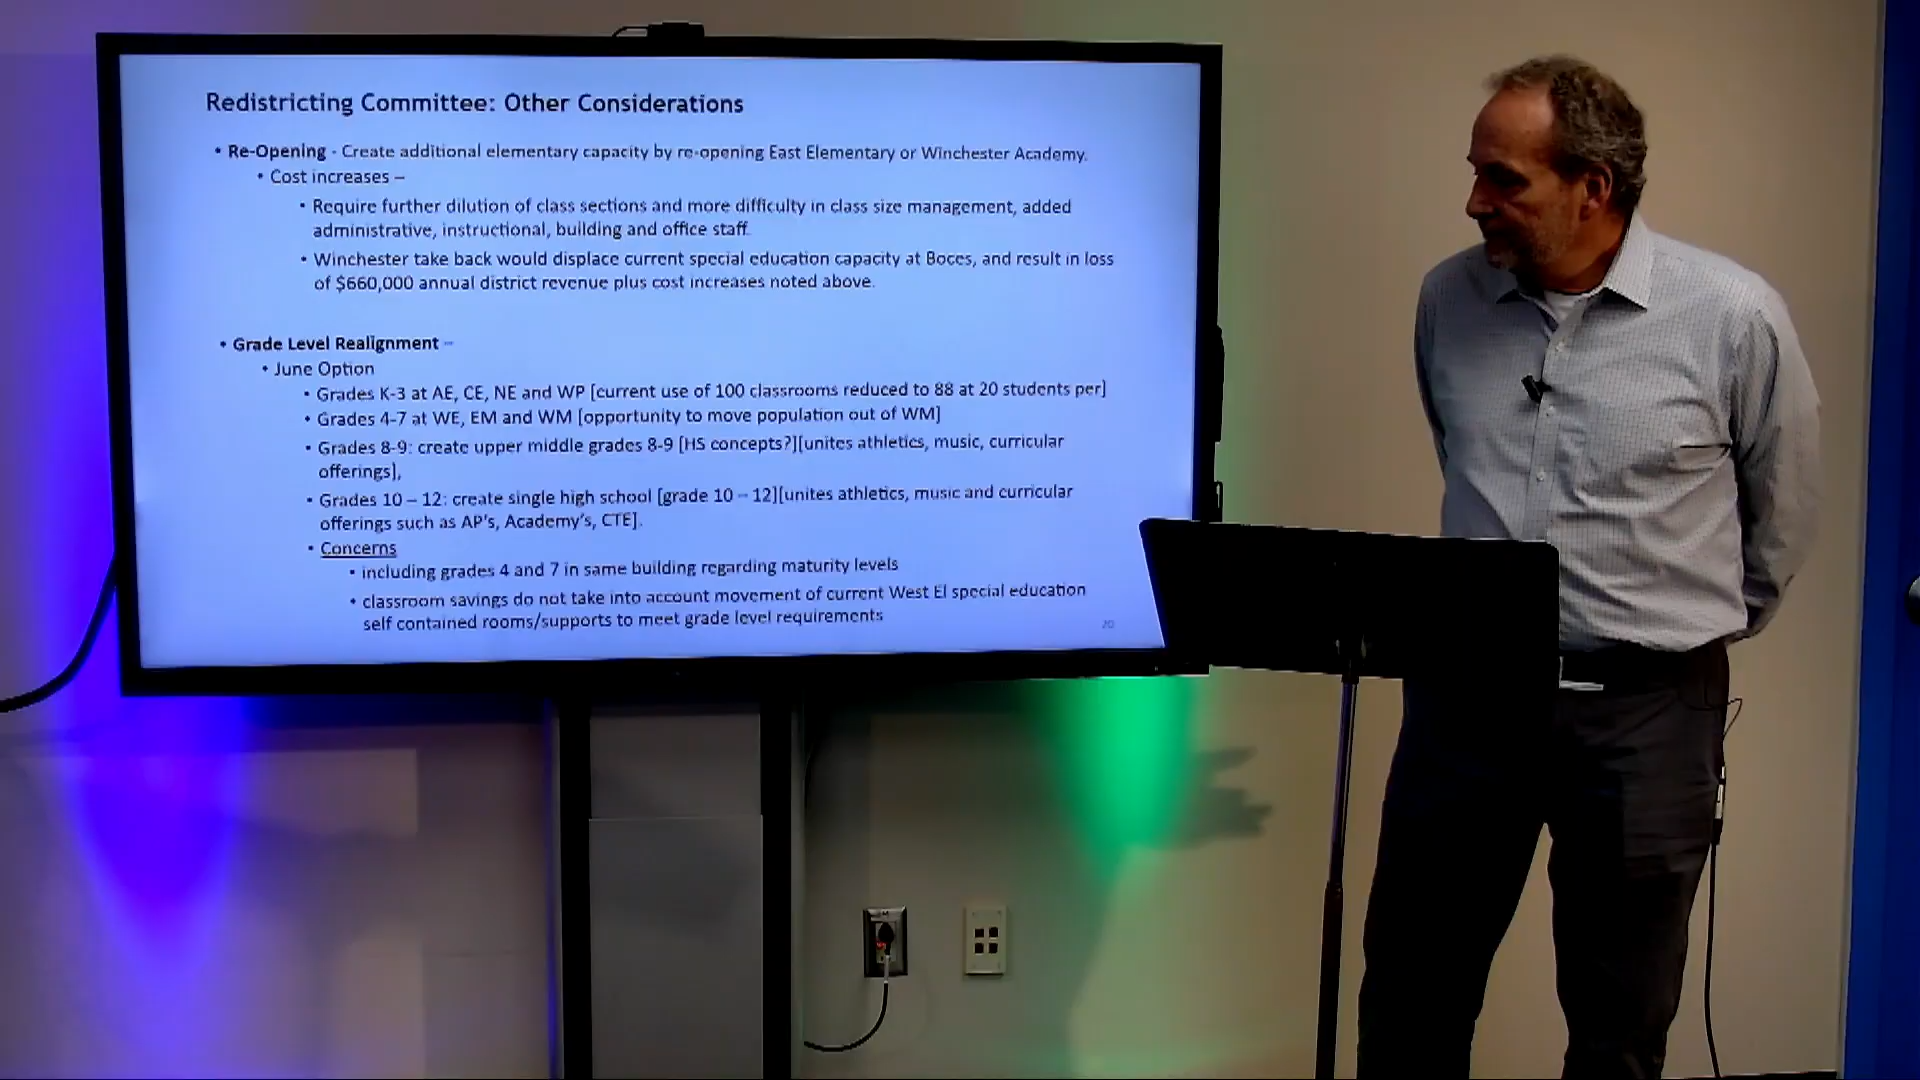 Redistricting Committee: Other Considerations
• Re-Opening - Create additional elementary capacity by re-opening East Elementary or Winchester Academy.
• Cost increases –
• Require further dilution of class sections and more difficulty in class size management, added
administrative, instructional, building and office staff.
• Winchester take back would displace current special education capacity at Boces, and result in loss
of $660,000 annual district revenue plus cost increases noted above.
• Grade Level Realignment –
• June Option
• Grades K-3 at AE, CE, NE and WP [current use of 100 classrooms reduced to 88 at 20 students per]
• Grades 4-7 at WE, EM and WM [opportunity to move population out of WM]
• Grades 8-9: create upper middle grades 8-9 [HS concepts?][unites athletics, music, curricular
offerings],
• Grades 10 – 12: create single high school [grade 10 – 12][unites athletics, music and curricular
offerings such as AP's, Academy's, CTE].
• Concerns
• including grades 4 and 7 in same building regarding maturity levels
• classroom savings do not take into account movement of current West El special education
self contained rooms/supports to meet grade level requirements
20